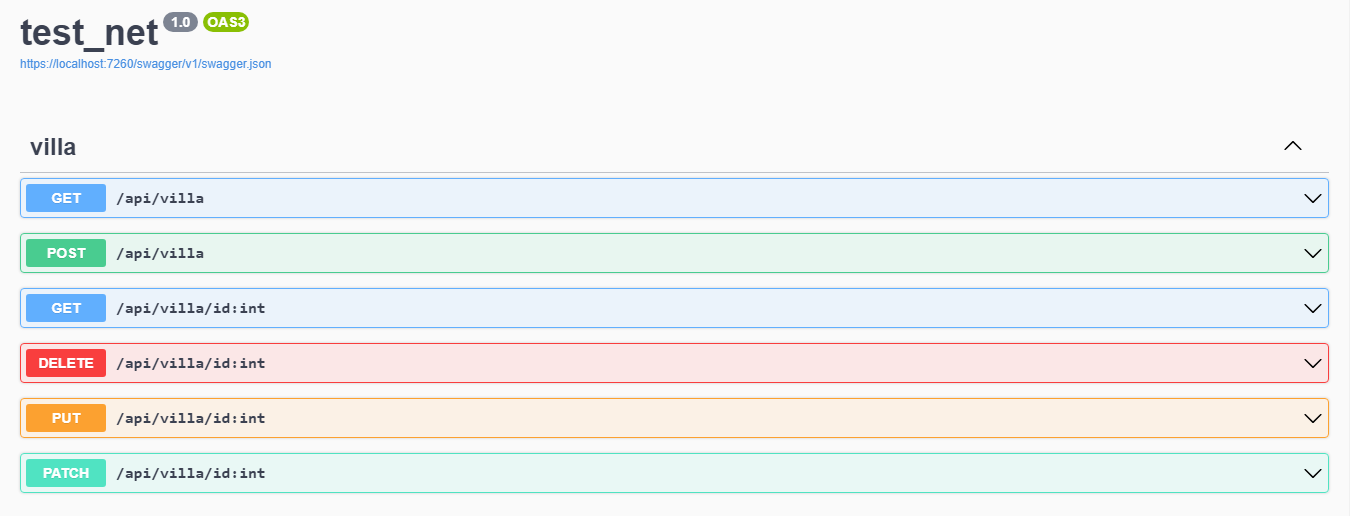 test_net 1.0 OAS3
https://localhost:7260/swagger/v1/swagger.json
villa
GET /api/villa
POST /api/villa
GET /api/villa/id:int
DELETE /api/villa/id:int
PUT /api/villa/id:int
PATCH /api/villa/id:int